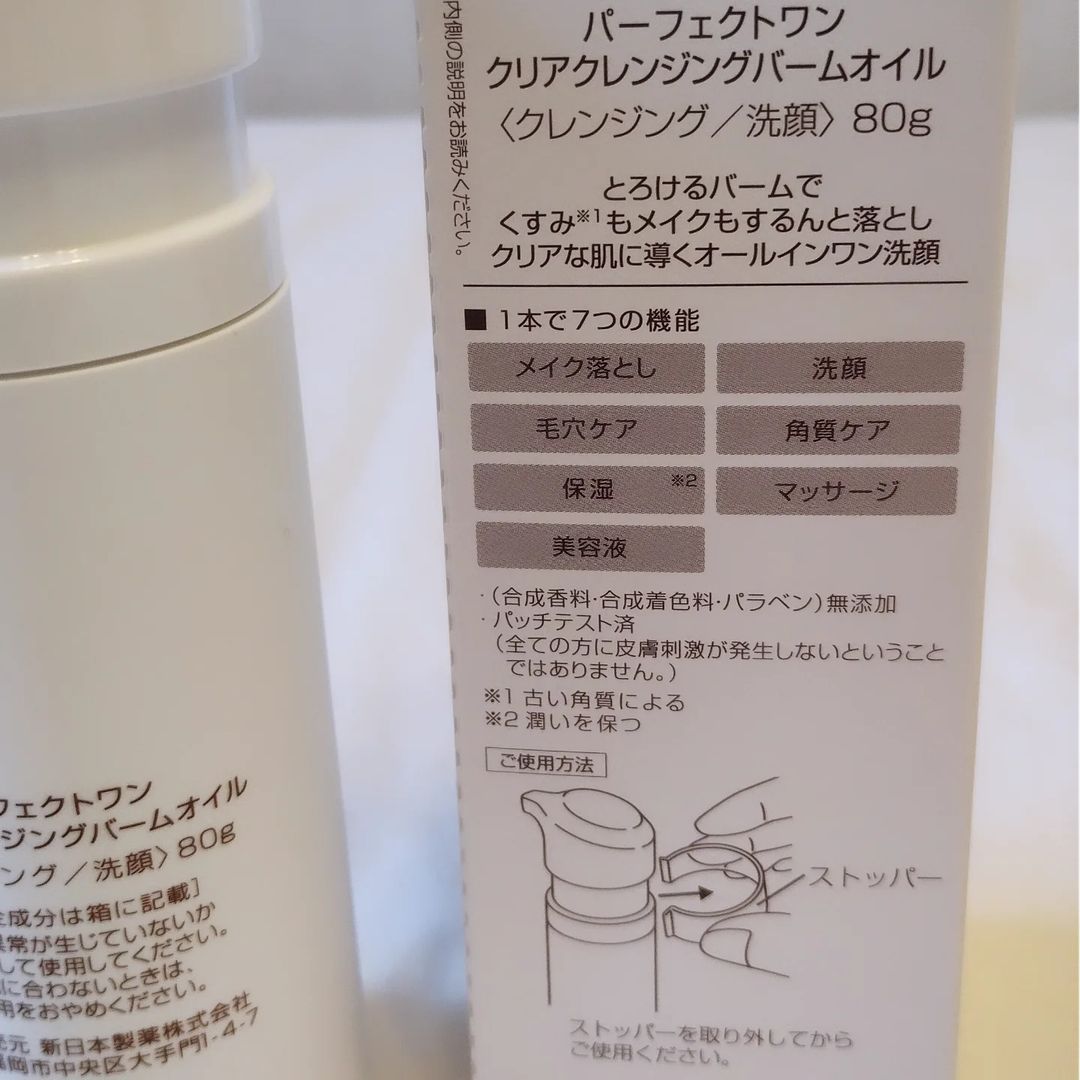 内側の説明をお読みください。
パーフェクトワン
クリアクレンジングバームオイル
〈クレンジング／洗顔〉80g
とろけるバームで
くすみ※1もメイクもするんと落とし
クリアな肌に導くオールインワン洗顔
■ 1本で7つの機能
メイク落とし
洗顔
毛穴ケア
角質ケア
保湿 ※2
マッサージ
美容液
・（合成香料・合成着色料・パラベン）無添加
・パッチテスト済
（全ての方に皮膚刺激が発生しないということ
ではありません。）
※1 古い角質による
※2 潤いを保つ
ご使用方法
ストッパー
ストッパーを取り外してから
ご使用ください。
フェクトワン
ジングバームオイル
ング／洗顔〉80g
成分は箱に記載］
常が生じていないか
して使用してください。
に合わないときは、
用をおやめください。
元 新日本製薬株式会社
岡市中央区大手門1-4-7